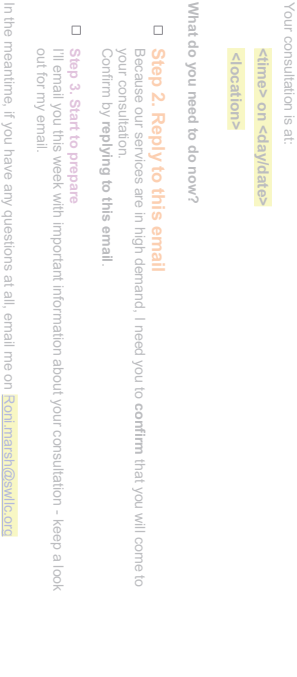 Your consultation is at:
<time> on <day/date>
<location>
What do you need to do now?
☐ Step 2. Reply to this email
Because our services are in high demand, I need you to confirm that you will come to
your consultation.
Confirm by replying to this email.
☐ Step 3. Start to prepare
I'll email you this week with important information about your consultation - keep a look
out for my email.
In the meantime, if you have any questions at all, email me on Roni.marsh@swllc.org